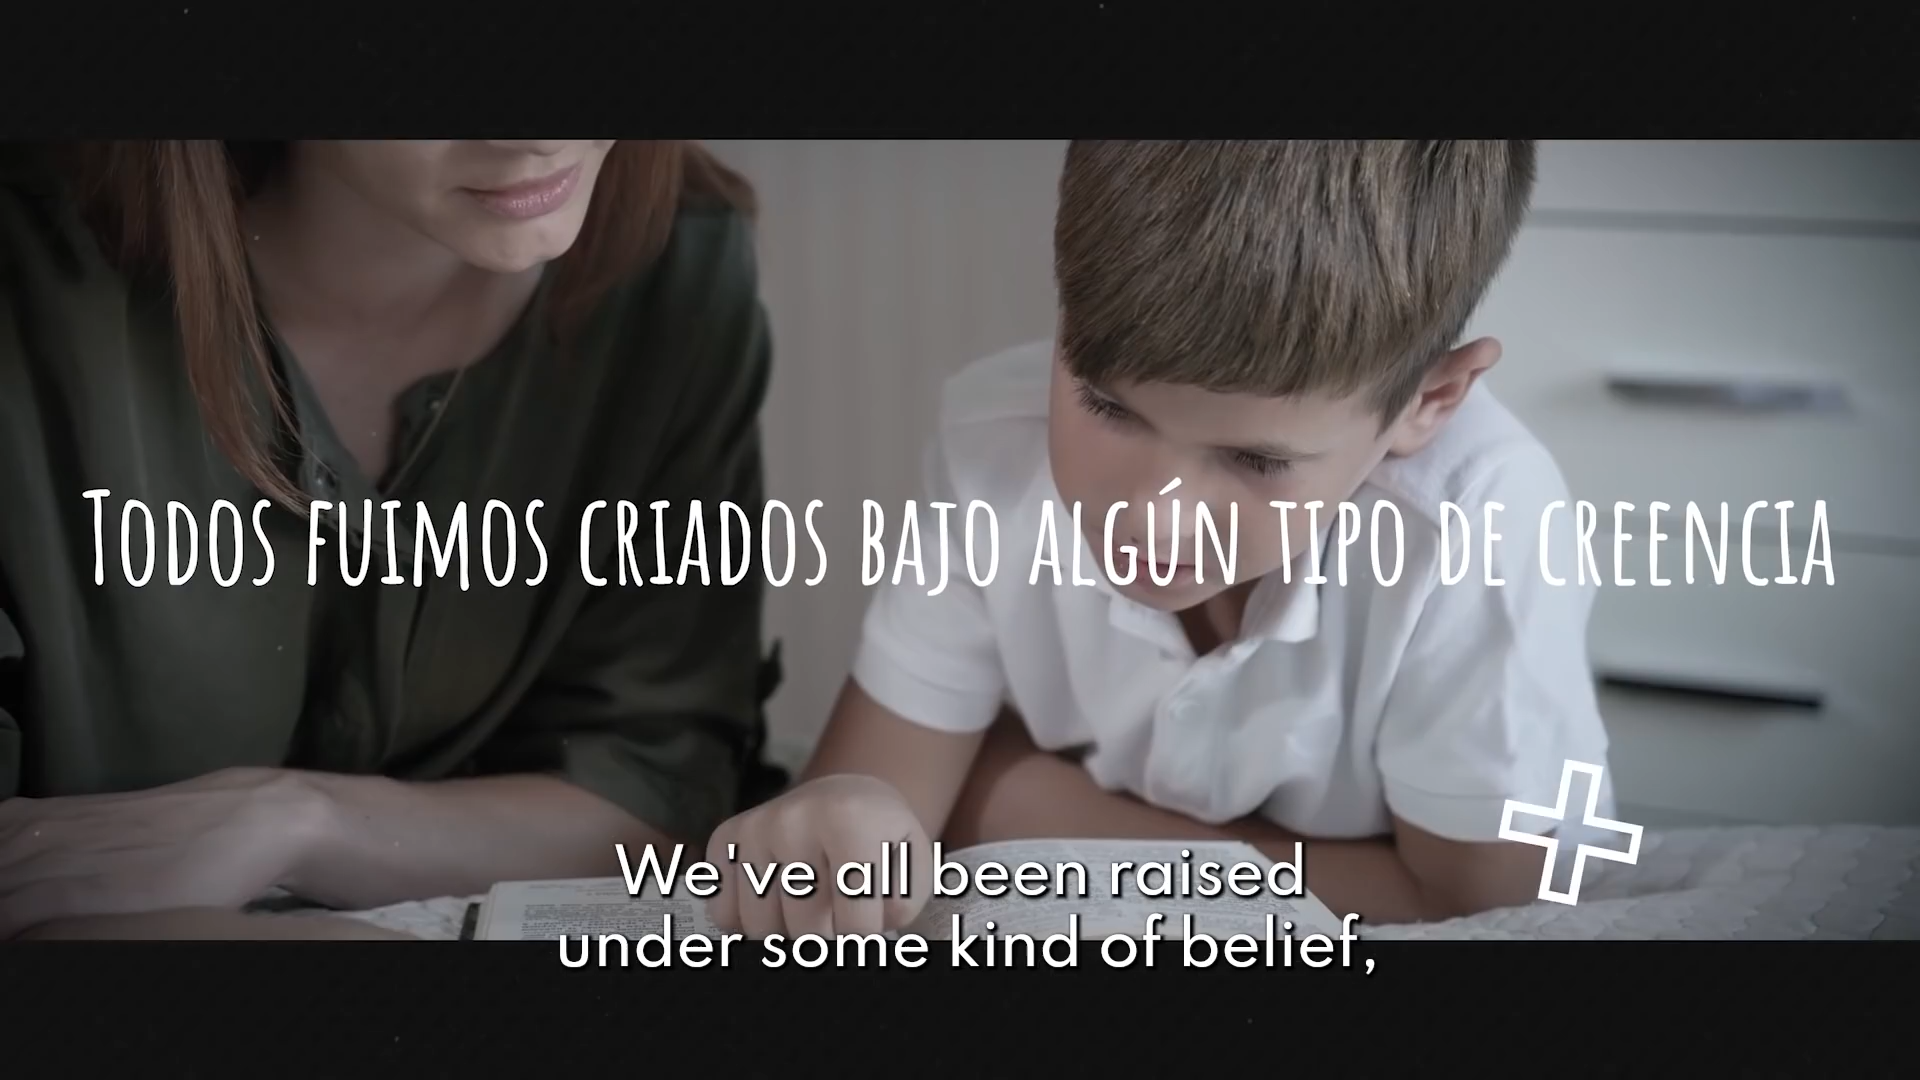 Todos fuimos criados bajo algún tipo de creencia
We've all been raised
under some kind of belief,